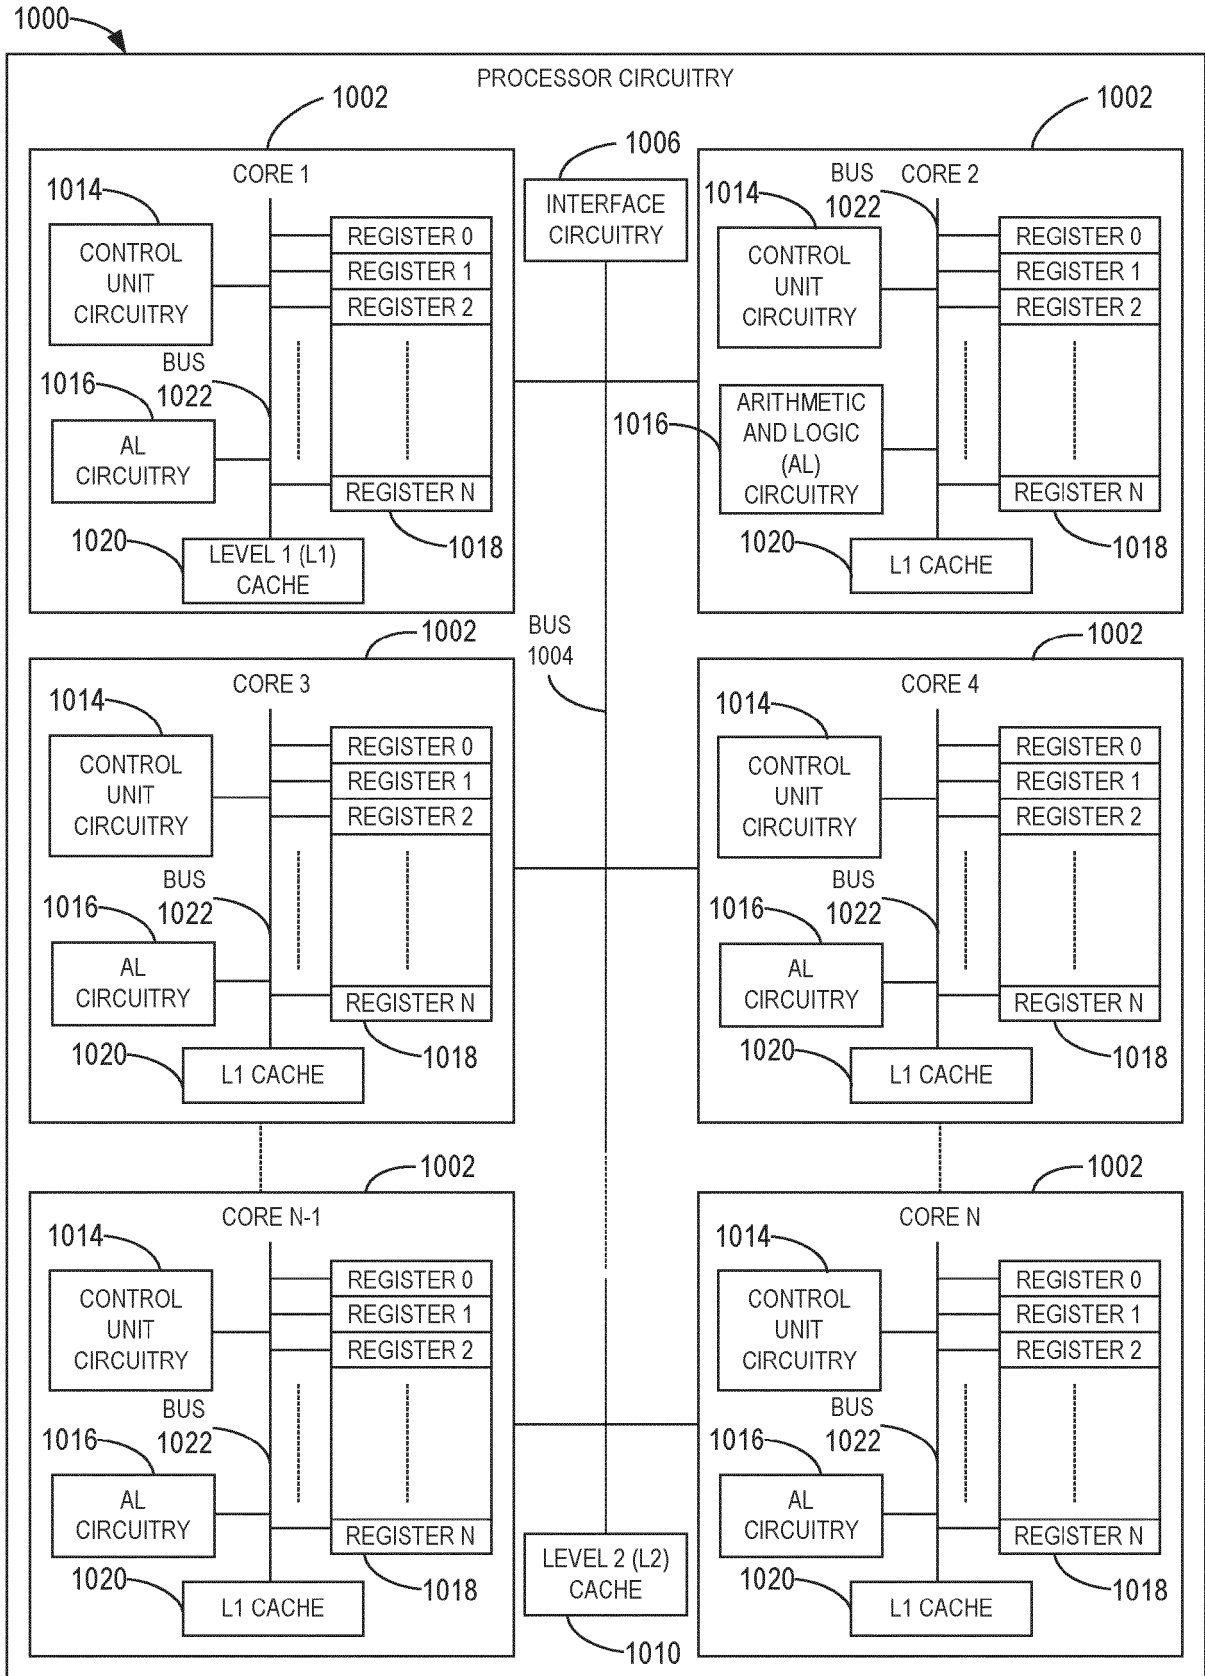 1000
PROCESSOR CIRCUITRY
1002
CORE 1
1014
CONTROL
UNIT
CIRCUITRY
REGISTER 0
REGISTER 1
REGISTER 2
BUS
1022
1016
AL
CIRCUITRY
REGISTER N
1018
1020
LEVEL 1 (L1)
CACHE
1006
INTERFACE
CIRCUITRY
1002
BUS
1022
CORE 2
1014
CONTROL
UNIT
CIRCUITRY
REGISTER 0
REGISTER 1
REGISTER 2
1016
ARITHMETIC
AND LOGIC
(AL)
CIRCUITRY
REGISTER N
1018
1020
L1 CACHE
BUS
1004
1002
CORE 3
1014
CONTROL
UNIT
CIRCUITRY
REGISTER 0
REGISTER 1
REGISTER 2
BUS
1022
1016
AL
CIRCUITRY
REGISTER N
1018
1020
L1 CACHE
1002
CORE 4
1014
CONTROL
UNIT
CIRCUITRY
REGISTER 0
REGISTER 1
REGISTER 2
BUS
1022
1016
AL
CIRCUITRY
REGISTER N
1018
1020
L1 CACHE
1002
CORE N-1
1014
CONTROL
UNIT
CIRCUITRY
REGISTER 0
REGISTER 1
REGISTER 2
BUS
1022
1016
AL
CIRCUITRY
REGISTER N
1018
1020
L1 CACHE
LEVEL 2 (L2)
CACHE
1010
1002
CORE N
1014
CONTROL
UNIT
CIRCUITRY
REGISTER 0
REGISTER 1
REGISTER 2
BUS
1022
1016
AL
CIRCUITRY
REGISTER N
1018
1020
L1 CACHE